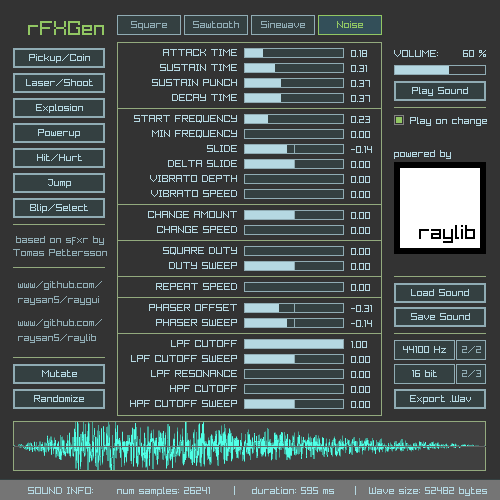 rFXGen
Pickup/Coin
Laser/Shoot
Explosion
Powerup
Hit/Hurt
Jump
Blip/Select
based on sfxr by
Tomas Pettersson
www/github.com/
raysan5/raygui
www/github.com/
raysan5/raylib
Mutate
Randomize
Square Sawtooth Sinewave Noise
ATTACK TIME 0.18
SUSTAIN TIME 0.31
SUSTAIN PUNCH 0.37
DECAY TIME 0.37
START FREQUENCY 0.23
MIN FREQUENCY 0.00
SLIDE -0.14
DELTA SLIDE 0.00
VIBRATO DEPTH 0.00
VIBRATO SPEED 0.00
CHANGE AMOUNT 0.00
CHANGE SPEED 0.00
SQUARE DUTY 0.00
DUTY SWEEP 0.00
REPEAT SPEED 0.00
PHASER OFFSET -0.31
PHASER SWEEP -0.14
LPF CUTOFF 1.00
LPF CUTOFF SWEEP 0.00
LPF RESONANCE 0.00
HPF CUTOFF 0.00
HPF CUTOFF SWEEP 0.00
VOLUME: 60 %
Play Sound
Play on change
powered by
raylib
Load Sound
Save Sound
44100 Hz 2/2
16 bit 2/3
Export .Wav
SOUND INFO: num samples: 26241 | duration: 595 ms | Wave size: 52482 bytes